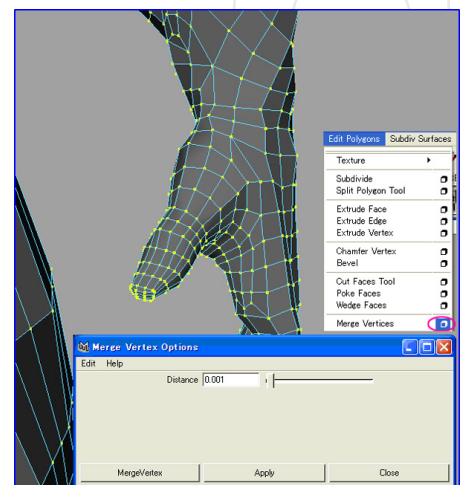 Edit Polygons Subdiv Surfaces
Texture
Subdivide
Split Polygon Tool
Extrude Face
Extrude Edge
Extrude Vertex
Chamfer Vertex
Bevel
Cut Faces Tool
Poke Faces
Wedge Faces
Merge Vertices
Merge Vertex Options
Edit Help
Distance 0.001
MergeVertex Apply Close